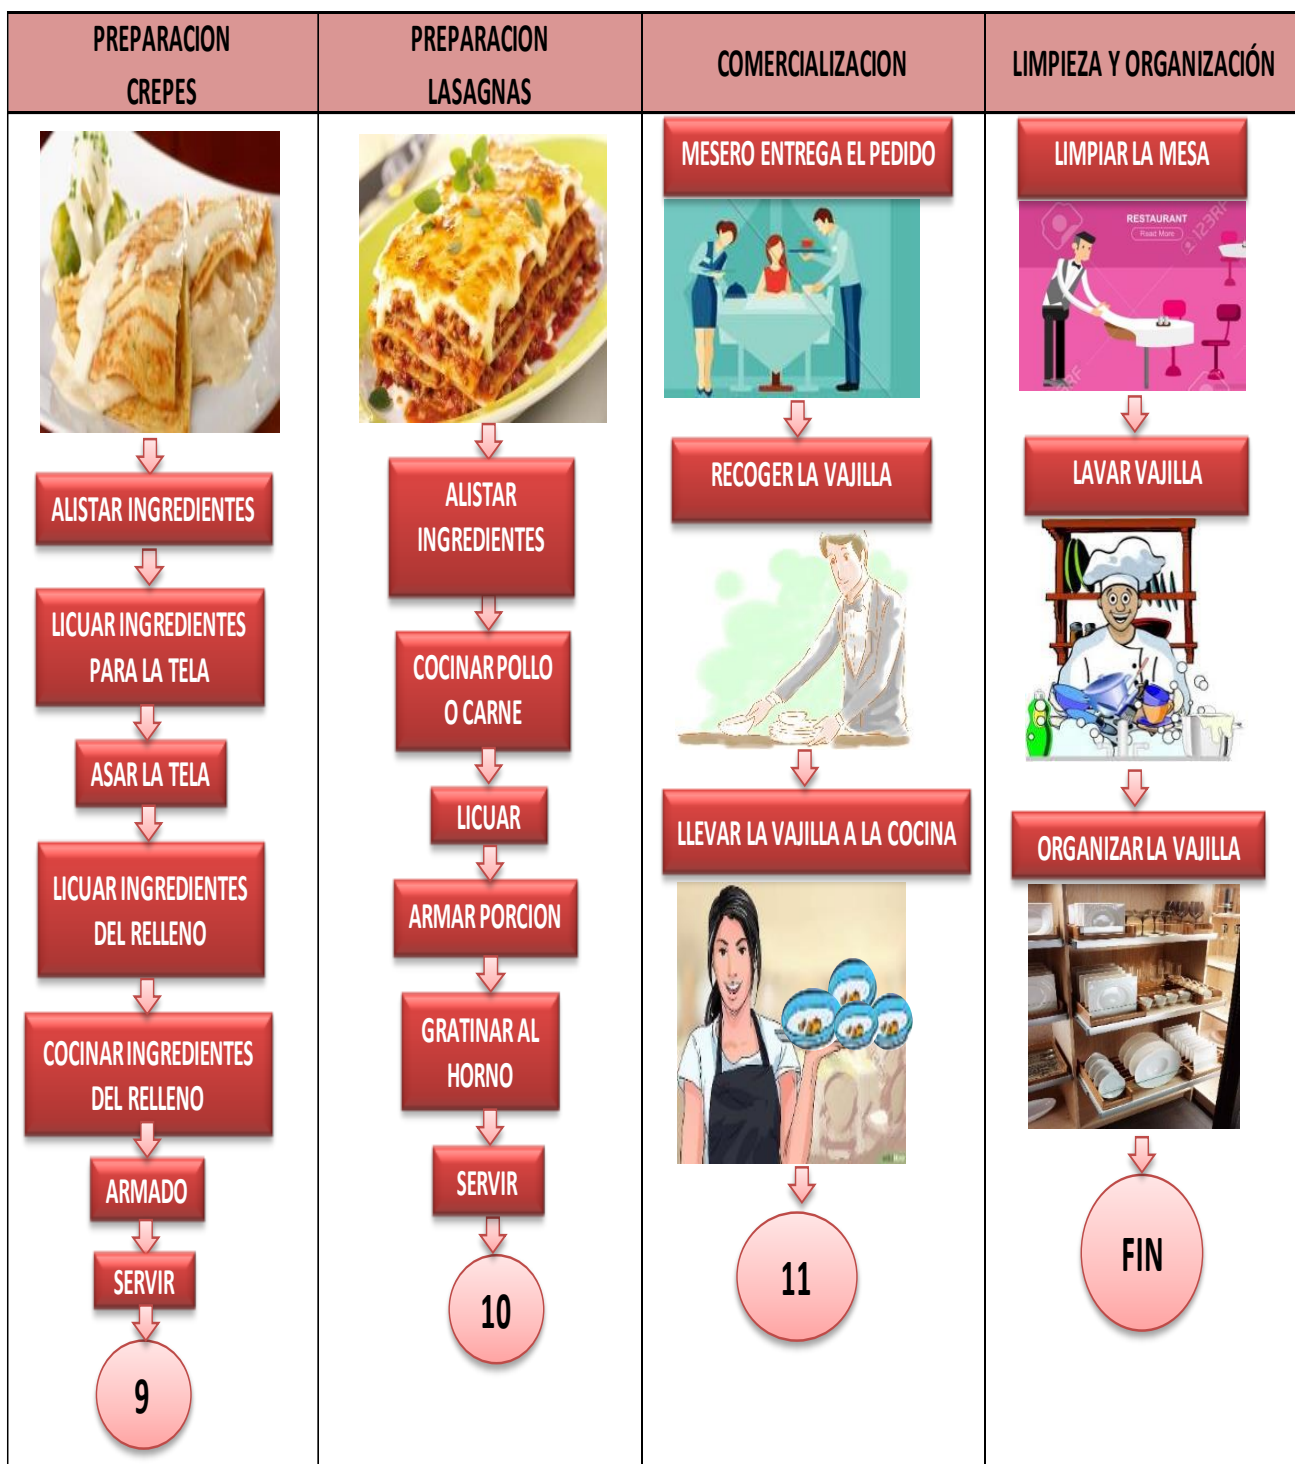 PREPARACION
CREPES
ALISTAR INGREDIENTES
LICUAR INGREDIENTES
PARA LA TELA
ASAR LA TELA
LICUAR INGREDIENTES
DEL RELLENO
COCINAR INGREDIENTES
DEL RELLENO
ARMADO
SERVIR
9
PREPARACION
LASAGNAS
ALISTAR
INGREDIENTES
COCINAR POLLO
O CARNE
LICUAR
ARMAR PORCION
GRATINAR AL
HORNO
SERVIR
10
COMERCIALIZACION
MESERO ENTREGA EL PEDIDO
RECOGER LA VAJILLA
LLEVAR LA VAJILLA A LA COCINA
11
LIMPIEZA Y ORGANIZACIÓN
LIMPIAR LA MESA
RESTAURANT
Read More
123RF
LAVAR VAJILLA
ORGANIZAR LA VAJILLA
FIN